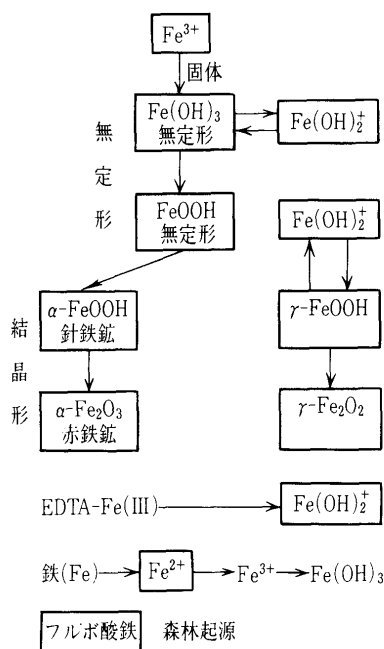 Fe³⁺
固体
Fe(OH)₃
無定形
Fe(OH)₂⁺
無定形
FeOOH
無定形
Fe(OH)₂⁺
結晶形
α-FeOOH
針鉄鉱
γ-FeOOH
α-Fe₂O₃
赤鉄鉱
γ-Fe₂O₂
EDTA-Fe(III) → Fe(OH)₂⁺
鉄(Fe) → Fe²⁺ → Fe³⁺ → Fe(OH)₃
フルボ酸鉄 森林起源